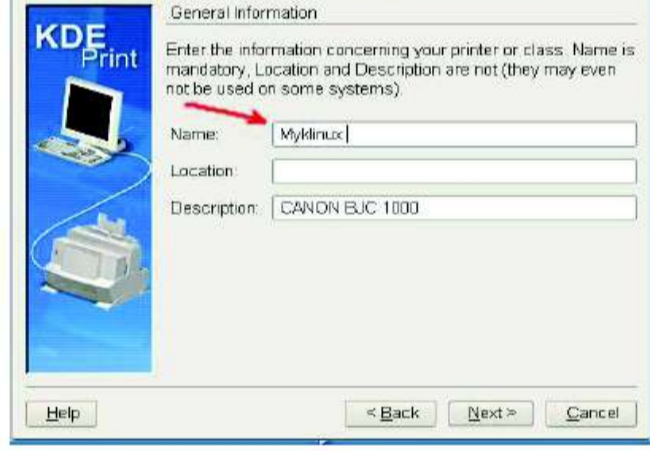 General Information
KDE
Print
Enter the information concerning your printer or class. Name is
mandatory, Location and Description are not (they may even
not be used on some systems).
Name: Myklinux
Location:
Description: CANON BJC 1000
Help < Back Next > Cancel